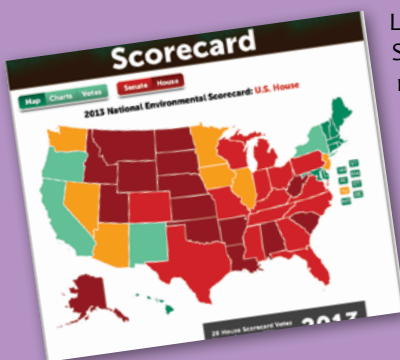 Scorecard
Map Charts Votes Senate House
2013 National Environmental Scorecard: U.S. House
28 House Scorecard Votes 2013
L
S